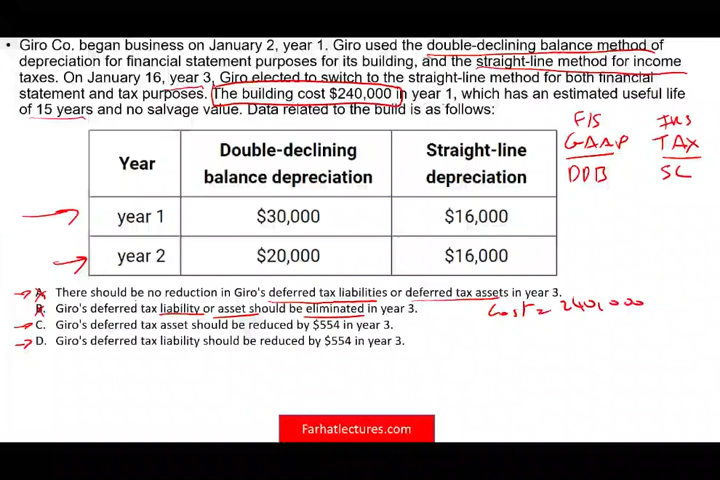 • Giro Co. began business on January 2, year 1. Giro used the double-declining balance method of
depreciation for financial statement purposes for its building, and the straight-line method for income
taxes. On January 16, year 3, Giro elected to switch to the straight-line method for both financial
statement and tax purposes. The building cost $240,000 in year 1, which has an estimated useful life
of 15 years and no salvage value. Data related to the build is as follows:
F/S IRS
GAAP TAX
DDB SL
Year Double-declining balance depreciation Straight-line depreciation
year 1 $30,000 $16,000
year 2 $20,000 $16,000
A. There should be no reduction in Giro's deferred tax liabilities or deferred tax assets in year 3.
B. Giro's deferred tax liability or asset should be eliminated in year 3.
Cost = 240,000
C. Giro's deferred tax asset should be reduced by $554 in year 3.
D. Giro's deferred tax liability should be reduced by $554 in year 3.
Farhatlectures.com